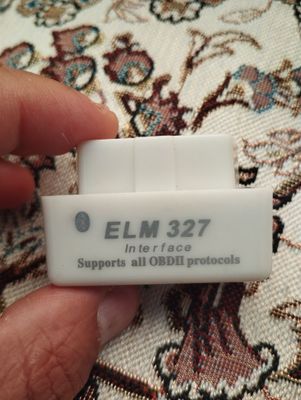 ELM 327
Interface
Supports all OBDII protocols